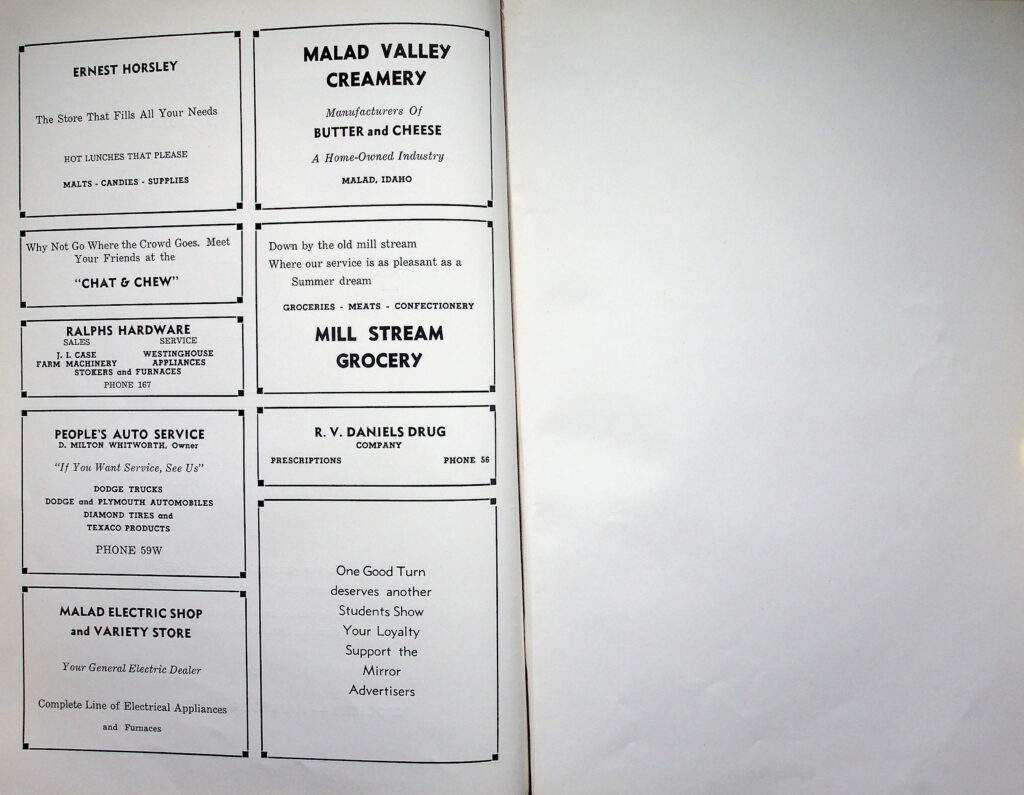 ERNEST HORSLEY
The Store That Fills All Your Needs
HOT LUNCHES THAT PLEASE
MALTS - CANDIES - SUPPLIES
Why Not Go Where the Crowd Goes. Meet
Your Friends at the
"CHAT & CHEW"
RALPHS HARDWARE
SALES SERVICE
J. I. CASE WESTINGHOUSE
FARM MACHINERY APPLIANCES
STOKERS and FURNACES
PHONE 167
PEOPLE'S AUTO SERVICE
D. MILTON WHITWORTH, Owner
"If You Want Service, See Us"
DODGE TRUCKS
DODGE and PLYMOUTH AUTOMOBILES
DIAMOND TIRES and
TEXACO PRODUCTS
PHONE 59W
MALAD ELECTRIC SHOP
and VARIETY STORE
Your General Electric Dealer
Complete Line of Electrical Appliances
and Furnaces
MALAD VALLEY
CREAMERY
Manufacturers Of
BUTTER and CHEESE
A Home-Owned Industry
MALAD, IDAHO
Down by the old mill stream
Where our service is as pleasant as a
Summer dream
GROCERIES - MEATS - CONFECTIONERY
MILL STREAM
GROCERY
R. V. DANIELS DRUG
COMPANY
PRESCRIPTIONS PHONE 56
One Good Turn
deserves another
Students Show
Your Loyalty
Support the
Mirror
Advertisers